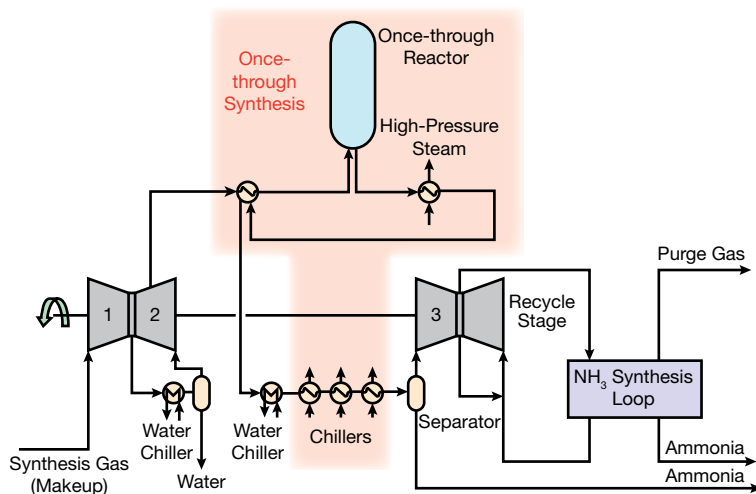 Once-
through
Synthesis
Once-through
Reactor
High-Pressure
Steam
Purge Gas
1
2
3
Recycle
Stage
NH₃ Synthesis
Loop
Water
Chiller
Water
Chiller
Chillers
Separator
Synthesis Gas
(Makeup)
Water
Ammonia
Ammonia